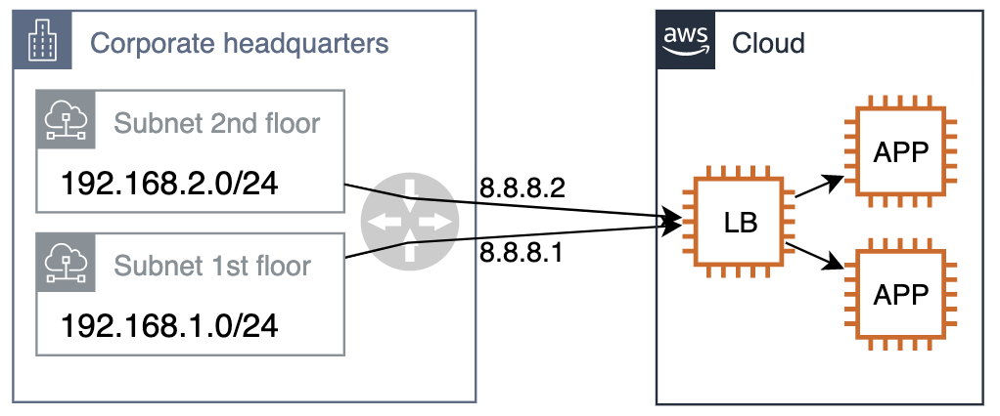 Corporate headquarters
Subnet 2nd floor
192.168.2.0/24
Subnet 1st floor
192.168.1.0/24
8.8.8.2
8.8.8.1
aws
Cloud
LB
APP
APP